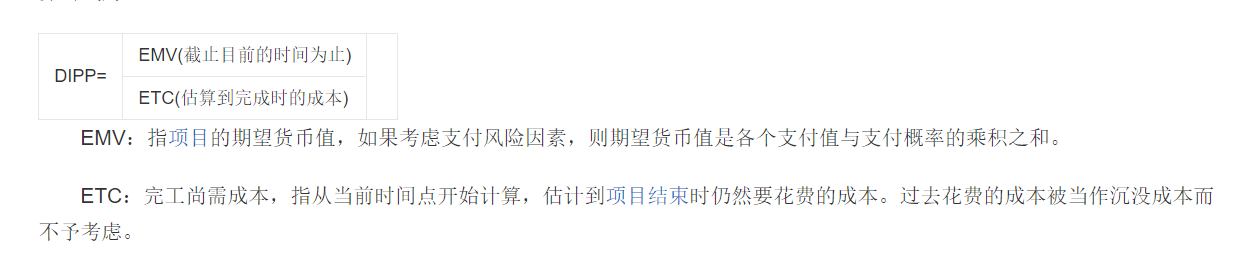 DIPP=
EMV(截止目前的时间为止)
ETC(估算到完成时的成本)
EMV：指项目的期望货币值，如果考虑支付风险因素，则期望货币值是各个支付值与支付概率的乘积之和。
ETC：完工尚需成本，指从当前时间点开始计算，估计到项目结束时仍然要花费的成本。过去花费的成本被当作沉没成本而
不予考虑。